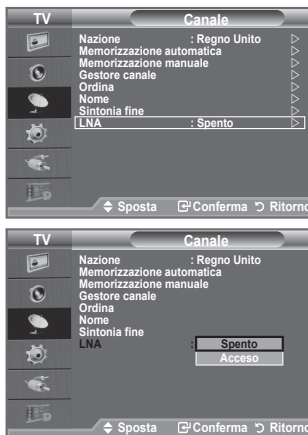 TV Canale
Nazione : Regno Unito
Memorizzazione automatica
Memorizzazione manuale
Gestore canale
Ordina
Nome
Sintonia fine
LNA : Spento
Sposta Conferma Ritorno
TV Canale
Nazione : Regno Unito
Memorizzazione automatica
Memorizzazione manuale
Gestore canale
Ordina
Nome
Sintonia fine
LNA : Spento
Acceso
Sposta Conferma Ritorno